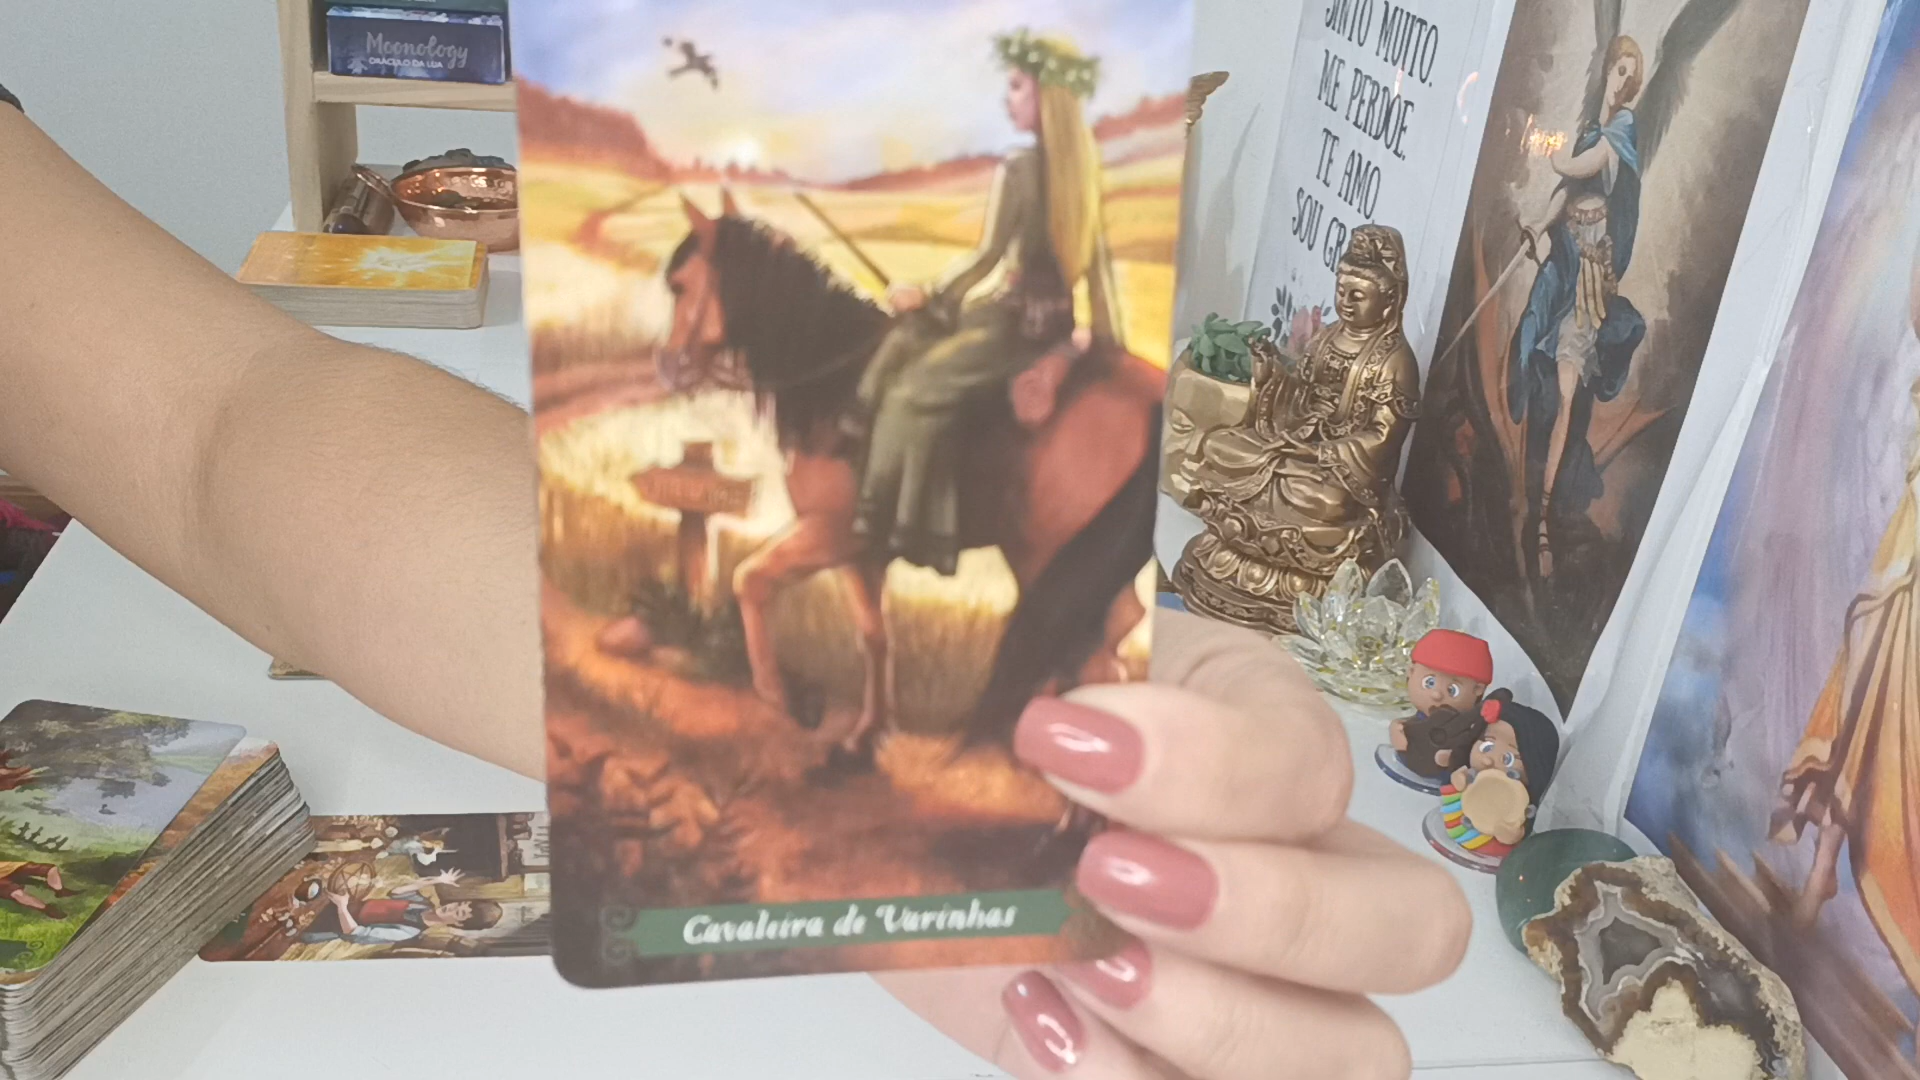 Moonology
ORÁCULO DA LUA
SINTO MUITO.
ME PERDOE.
TE AMO
SOU GR
Cavaleira de Varinhas